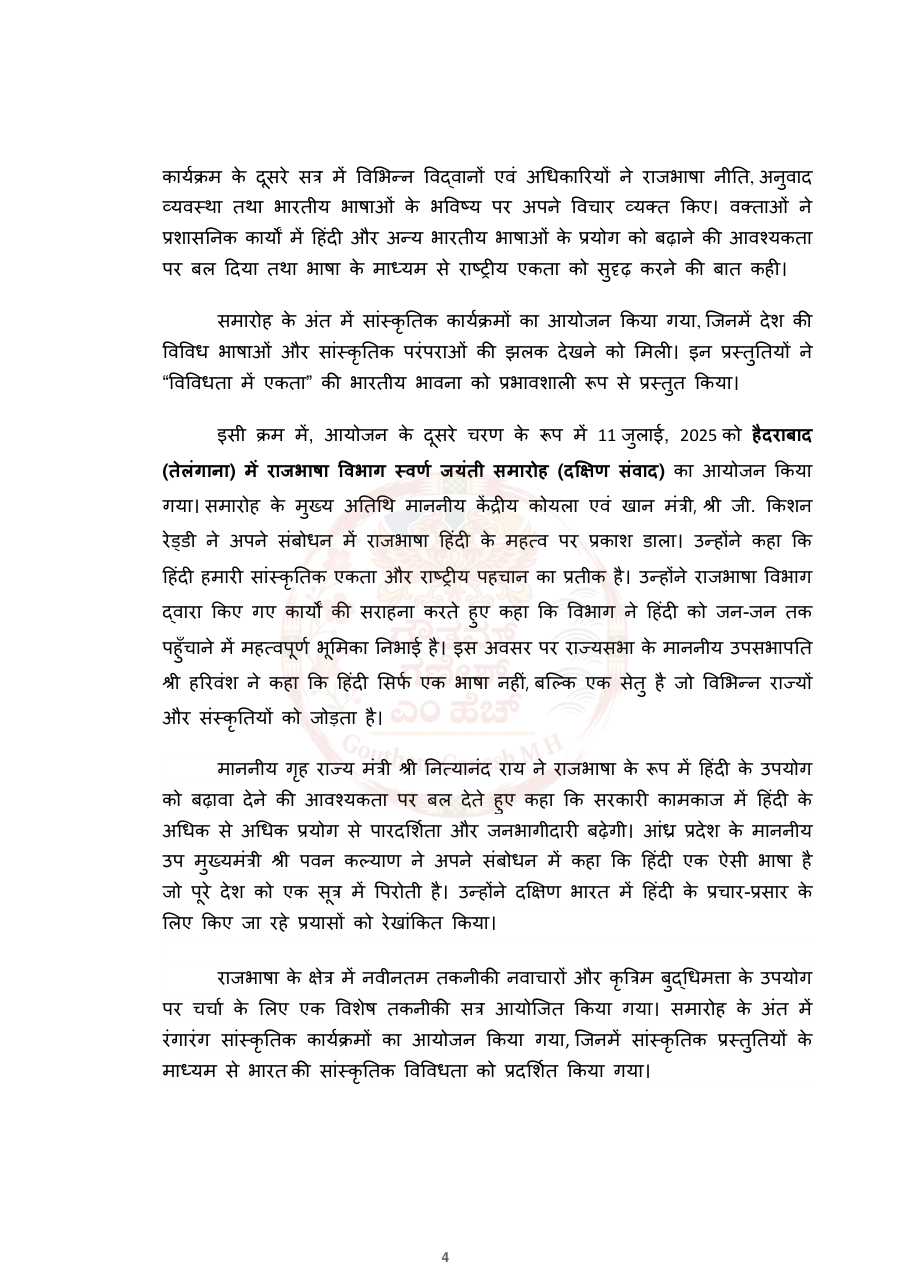 कार्यक्रम के दूसरे सत्र में विभिन्न विद्वानों एवं अधिकारियों ने राजभाषा नीति, अनुवाद
व्यवस्था तथा भारतीय भाषाओं के भविष्य पर अपने विचार व्यक्त किए। वक्ताओं ने
प्रशासनिक कार्यों में हिंदी और अन्य भारतीय भाषाओं के प्रयोग को बढ़ाने की आवश्यकता
पर बल दिया तथा भाषा के माध्यम से राष्ट्रीय एकता को सुदृढ़ करने की बात कही।
समारोह के अंत में सांस्कृतिक कार्यक्रमों का आयोजन किया गया, जिनमें देश की
विविध भाषाओं और सांस्कृतिक परंपराओं की झलक देखने को मिली। इन प्रस्तुतियों ने
“विविधता में एकता” की भारतीय भावना को प्रभावशाली रूप से प्रस्तुत किया।
इसी क्रम में, आयोजन के दूसरे चरण के रूप में 11 जुलाई, 2025 को हैदराबाद
(तेलंगाना) में राजभाषा विभाग स्वर्ण जयंती समारोह (दक्षिण संवाद) का आयोजन किया
गया। समारोह के मुख्य अतिथि माननीय केंद्रीय कोयला एवं खान मंत्री, श्री जी. किशन
रेड्डी ने अपने संबोधन में राजभाषा हिंदी के महत्व पर प्रकाश डाला। उन्होंने कहा कि
हिंदी हमारी सांस्कृतिक एकता और राष्ट्रीय पहचान का प्रतीक है। उन्होंने राजभाषा विभाग
द्वारा किए गए कार्यों की सराहना करते हुए कहा कि विभाग ने हिंदी को जन-जन तक
पहुँचाने में महत्वपूर्ण भूमिका निभाई है। इस अवसर पर राज्यसभा के माननीय उपसभापति
श्री हरिवंश ने कहा कि हिंदी सिर्फ एक भाषा नहीं, बल्कि एक सेतु है जो विभिन्न राज्यों
और संस्कृतियों को जोड़ता है।
ಎಂ ಹೆಚ್
माननीय गृह राज्य मंत्री श्री नित्यानंद राय ने राजभाषा के रूप में हिंदी के उपयोग
को बढ़ावा देने की आवश्यकता पर बल देते हुए कहा कि सरकारी कामकाज में हिंदी के
अधिक से अधिक प्रयोग से पारदर्शिता और जनभागीदारी बढ़ेगी। आंध्र प्रदेश के माननीय
उप मुख्यमंत्री श्री पवन कल्याण ने अपने संबोधन में कहा कि हिंदी एक ऐसी भाषा है
जो पूरे देश को एक सूत्र में पिरोती है। उन्होंने दक्षिण भारत में हिंदी के प्रचार-प्रसार के
लिए किए जा रहे प्रयासों को रेखांकित किया।
राजभाषा के क्षेत्र में नवीनतम तकनीकी नवाचारों और कृत्रिम बुद्धिमत्ता के उपयोग
पर चर्चा के लिए एक विशेष तकनीकी सत्र आयोजित किया गया। समारोह के अंत में
रंगारंग सांस्कृतिक कार्यक्रमों का आयोजन किया गया, जिनमें सांस्कृतिक प्रस्तुतियों के
माध्यम से भारत की सांस्कृतिक विविधता को प्रदर्शित किया गया।
4